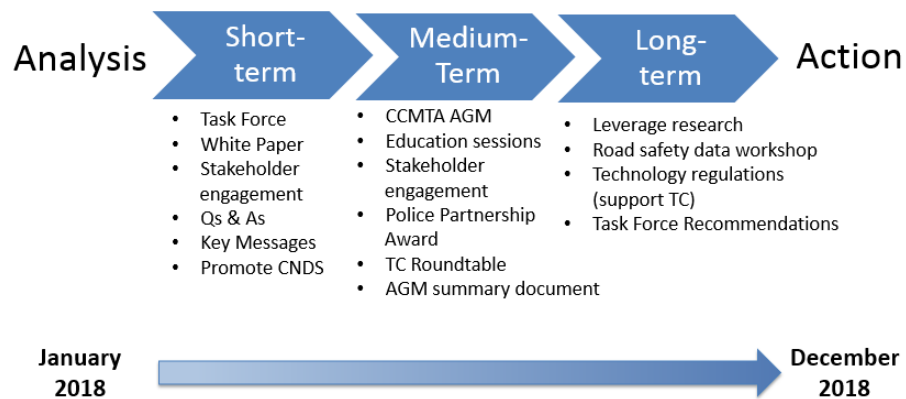 Analysis
Short-
term
Medium-
Term
Long-
term
Action
• Task Force
• White Paper
• Stakeholder
engagement
• Qs & As
• Key Messages
• Promote CNDS
• CCMTA AGM
• Education sessions
• Stakeholder
engagement
• Police Partnership
Award
• TC Roundtable
• AGM summary document
• Leverage research
• Road safety data workshop
• Technology regulations
(support TC)
• Task Force Recommendations
January
2018
December
2018